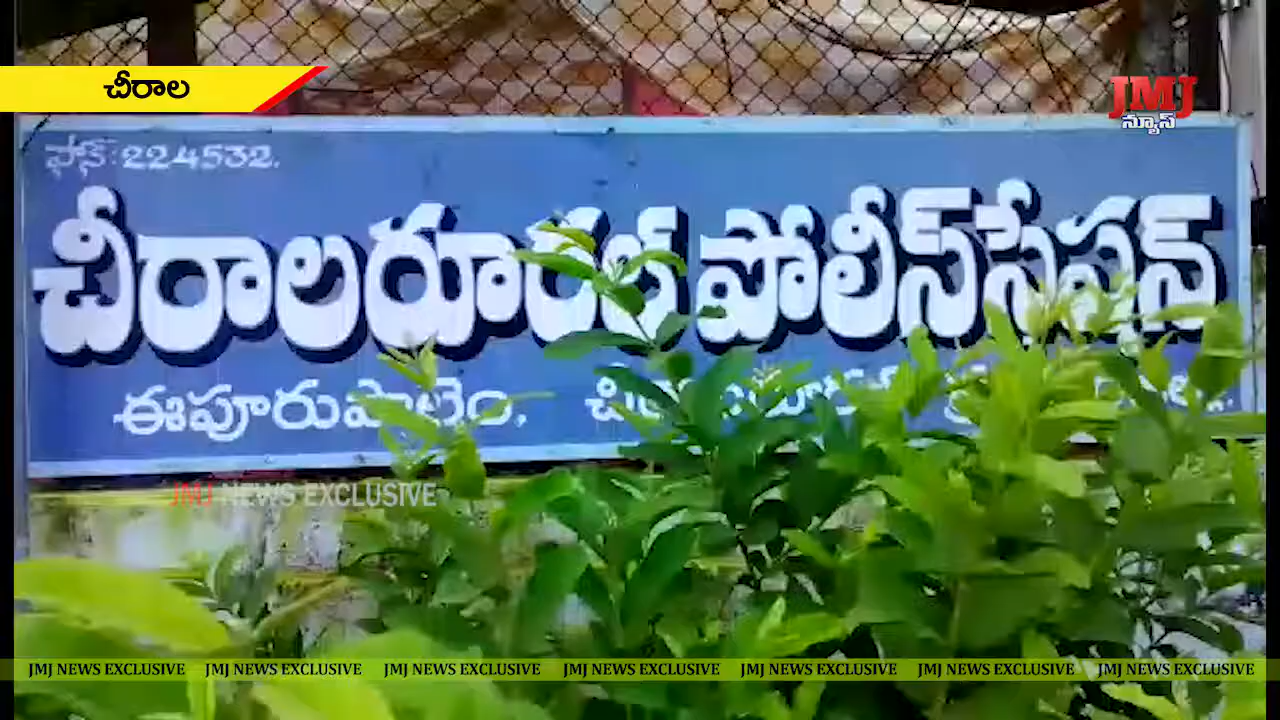 చీరాల
JMJ
న్యూస్
ఫోన్: 224532.
చీరాలరూరల్ పోలీస్‌స్టేషన్
ఈపూరుపాలెం.
JMJ NEWS EXCLUSIVE
JMJ NEWS EXCLUSIVE JMJ NEWS EXCLUSIVE JMJ NEWS EXCLUSIVE JMJ NEWS EXCLUSIVE JMJ NEWS EXCLUSIVE JMJ NEWS EXCLUSIVE JMJ NEWS EXCLUSIVE